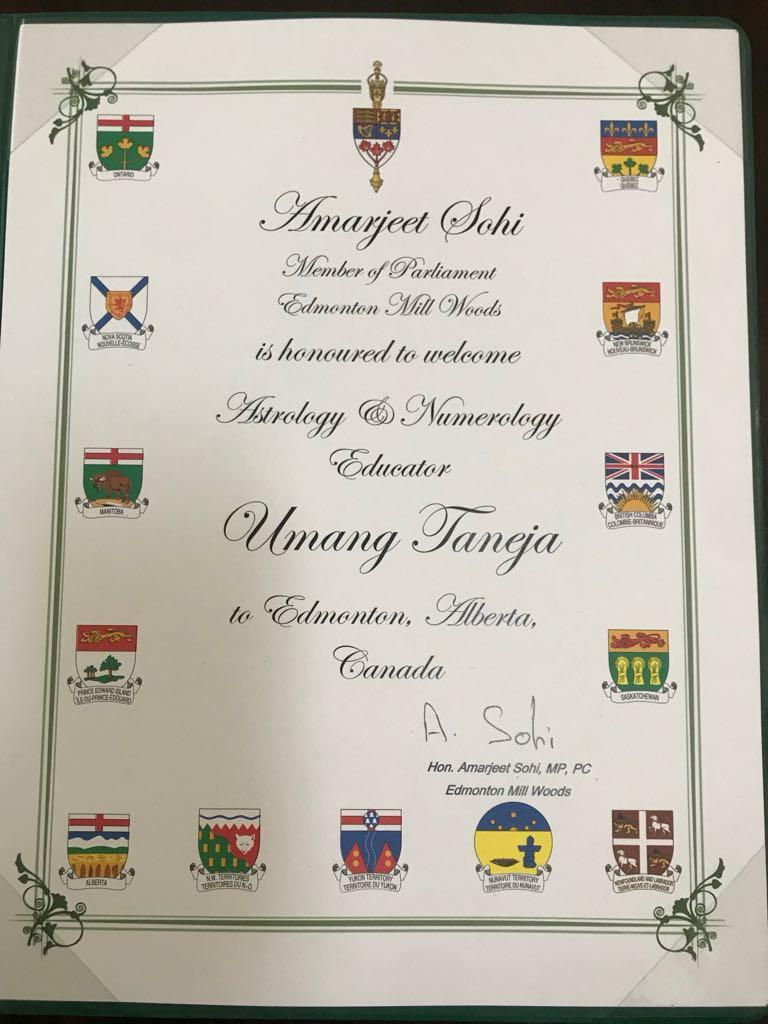 ONTARIO
QUEBEC
QUÉBEC
Amarjeet Sohi
Member of Parliament
Edmonton Mill Woods
is honoured to welcome
NOVA SCOTIA
NOUVELLE-ÉCOSSE
NEW BRUNSWICK
NOUVEAU-BRUNSWICK
Astrology & Numerology
Educator
MANITOBA
BRITISH COLUMBIA
COLOMBIE-BRITANNIQUE
Umang Taneja
to Edmonton, Alberta,
Canada
PRINCE EDWARD ISLAND
ÎLE-DU-PRINCE-ÉDOUARD
SASKATCHEWAN
A. Sohi
Hon. Amarjeet Sohi, MP, PC
Edmonton Mill Woods
ALBERTA
N.W. TERRITORIES
TERRITOIRES DU N.-O.
YUKON TERRITORY
TERRITOIRE DU YUKON
NUNAVUT TERRITORY
TERRITOIRE DU NUNAVUT
NEWFOUNDLAND AND LABRADOR
TERRE-NEUVE-ET-LABRADOR